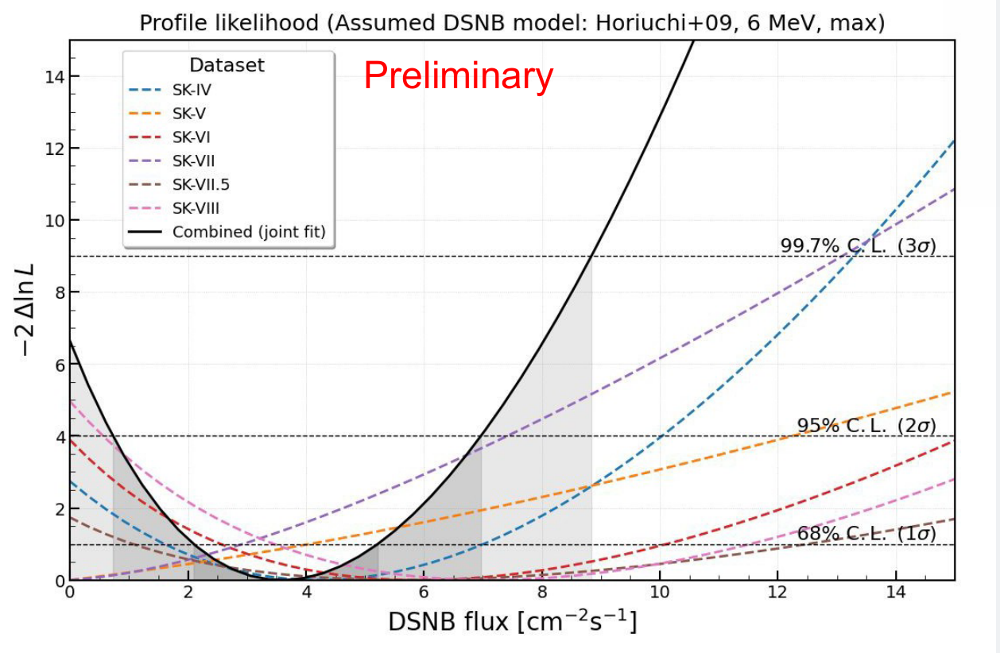 Profile likelihood (Assumed DSNB model: Horiuchi+09, 6 MeV, max)
Preliminary
Dataset
SK-IV
SK-V
SK-VI
SK-VII
SK-VII.5
SK-VIII
Combined (joint fit)
99.7% C.L. (3σ)
95% C.L. (2σ)
68% C.L. (1σ)
−2 Δln L
14
12
10
8
6
4
2
0
0 2 4 6 8 10 12 14
DSNB flux [cm⁻²s⁻¹]